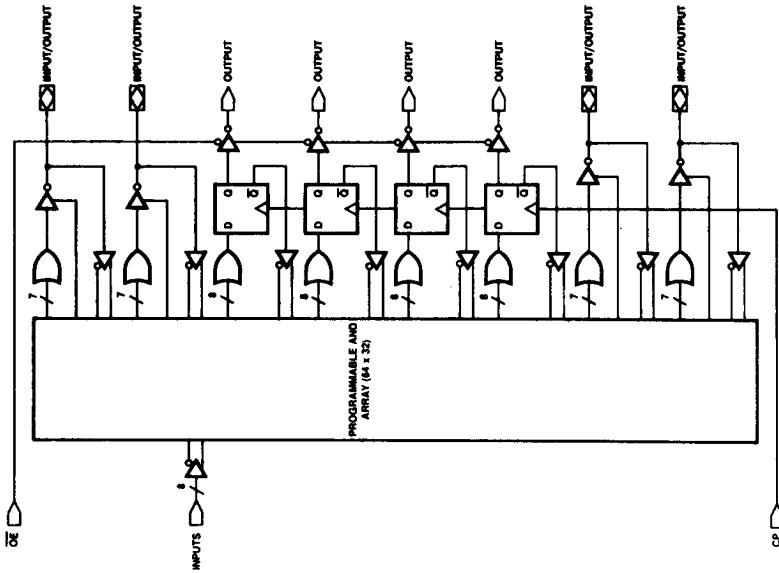 INPUT/OUTPUT
INPUT/OUTPUT
OUTPUT
OUTPUT
OUTPUT
OUTPUT
INPUT/OUTPUT
INPUT/OUTPUT
D Q Q̅
D Q Q̅
D Q Q̅
D Q Q̅
7
7
8
8
8
8
7
7
PROGRAMMABLE AND
ARRAY (64 x 32)
8
O̅E̅
INPUTS
CP